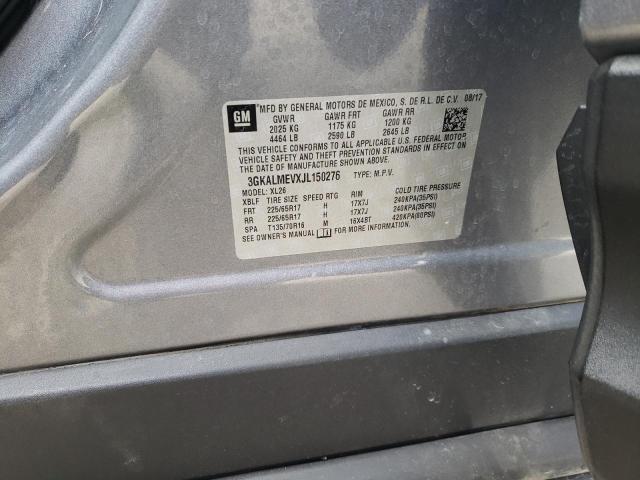 GM
MFD BY GENERAL MOTORS DE MEXICO, S. DE R.L. DE C.V. 08/17
GVWR GAWR FRT GAWR RR
2025 KG 1175 KG 1200 KG
4464 LB 2590 LB 2645 LB
THIS VEHICLE CONFORMS TO ALL APPLICABLE U.S. FEDERAL MOTOR
VEHICLE SAFETY AND THEFT PREVENTION STANDARDS IN EFFECT ON
THE DATE OF MANUFACTURE SHOWN ABOVE.
3GKALMEVXJL150276 TYPE: M.P.V.
MODEL: XL26
XBLF TIRE SIZE SPEED RTG RIM COLD TIRE PRESSURE
FRT 225/65R17 H 17X7J 240KPA(35PSI)
RR 225/65R17 H 17X7J 240KPA(35PSI)
SPA T135/70R16 M 16X4BT 420KPA(60PSI)
SEE OWNER'S MANUAL FOR MORE INFORMATION.